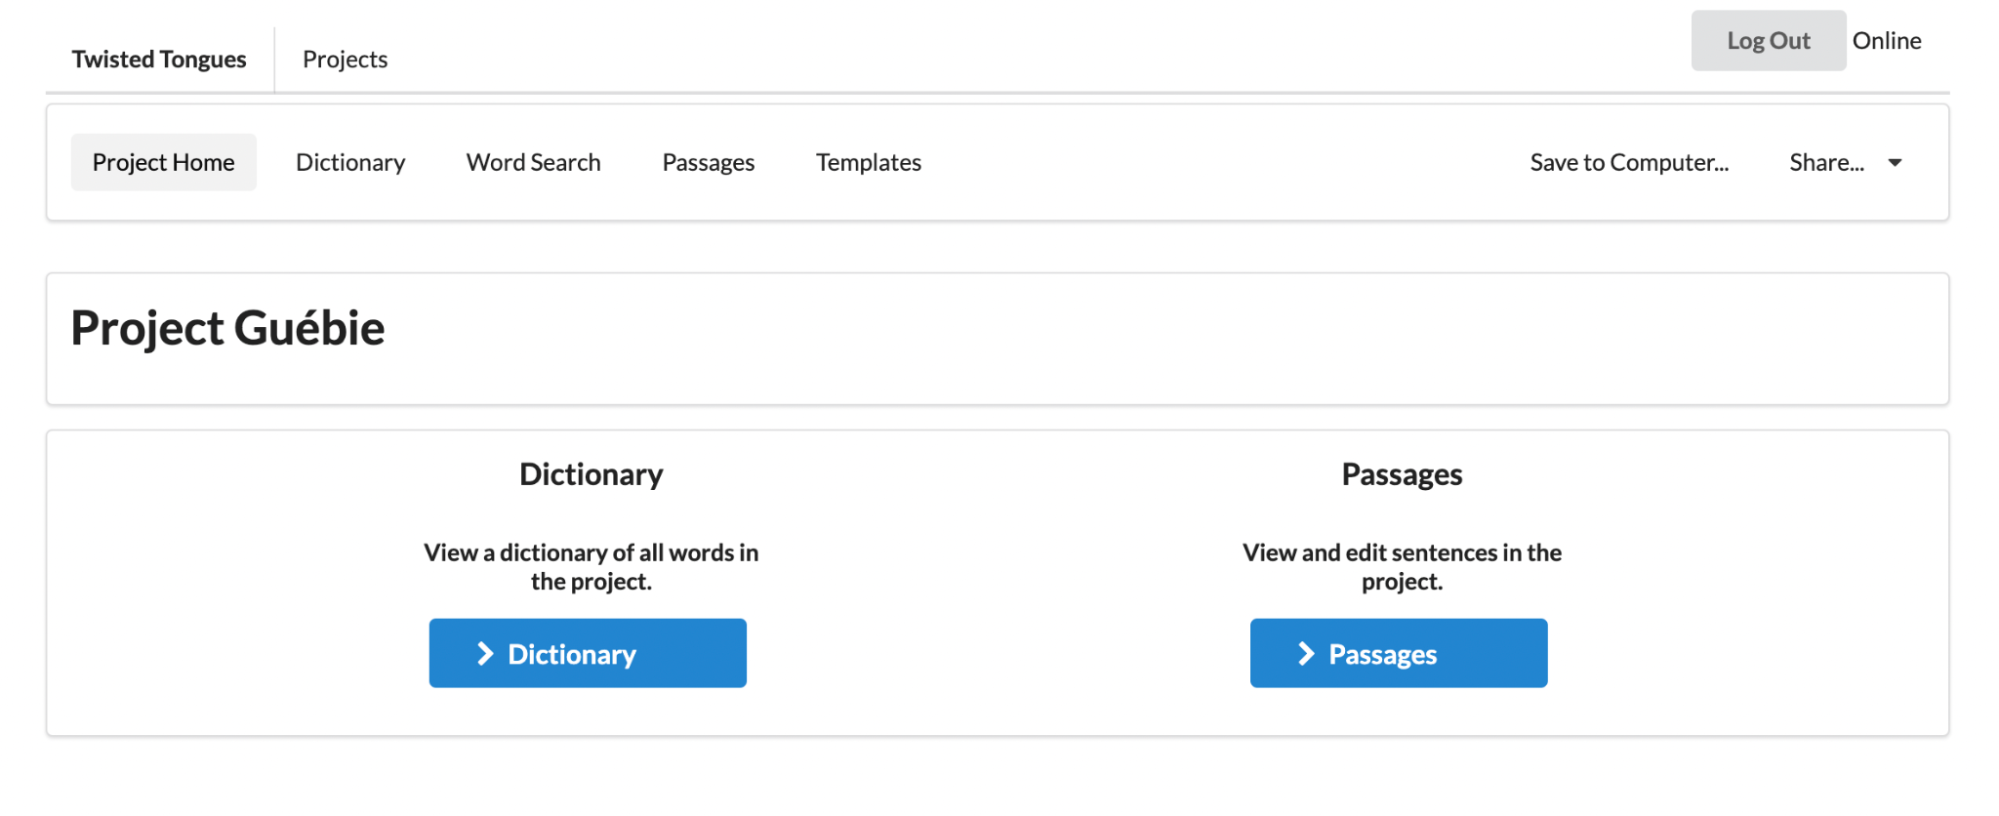 Twisted Tongues Projects Log Out Online
Project Home Dictionary Word Search Passages Templates Save to Computer... Share...
Project Guébie
Dictionary
View a dictionary of all words in
the project.
Dictionary
Passages
View and edit sentences in the
project.
Passages